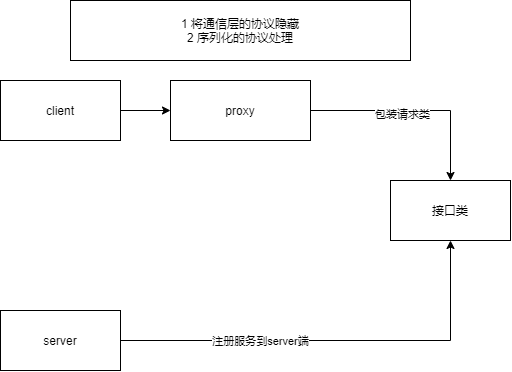 1 将通信层的协议隐藏
2 序列化的协议处理
client
proxy
包装请求类
接口类
server
注册服务到server端